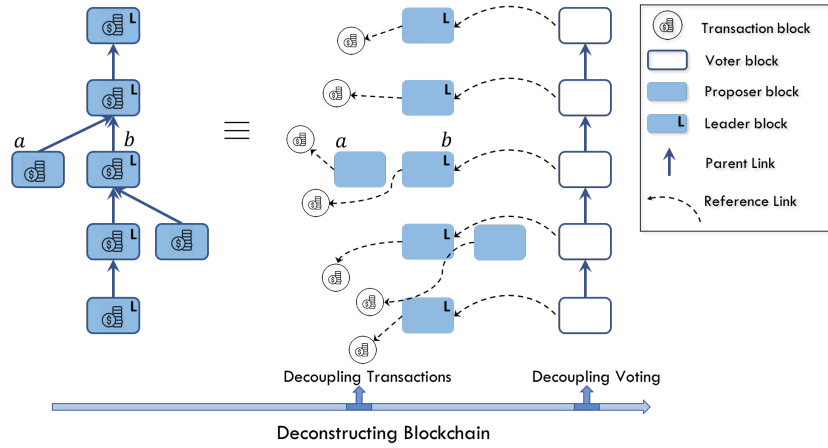 L
L
a
b
L
L
L
L
L
a
b
L
L
L
Transaction block
Voter block
Proposer block
L
Leader block
Parent Link
Reference Link
Decoupling Transactions
Decoupling Voting
Deconstructing Blockchain